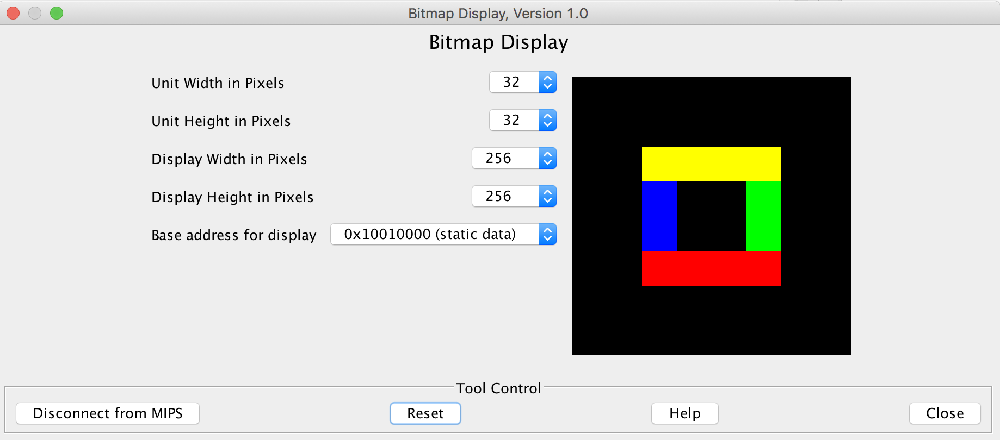 Bitmap Display, Version 1.0
Bitmap Display
Unit Width in Pixels 32
Unit Height in Pixels 32
Display Width in Pixels 256
Display Height in Pixels 256
Base address for display 0x10010000 (static data)
Tool Control
Disconnect from MIPS Reset Help Close